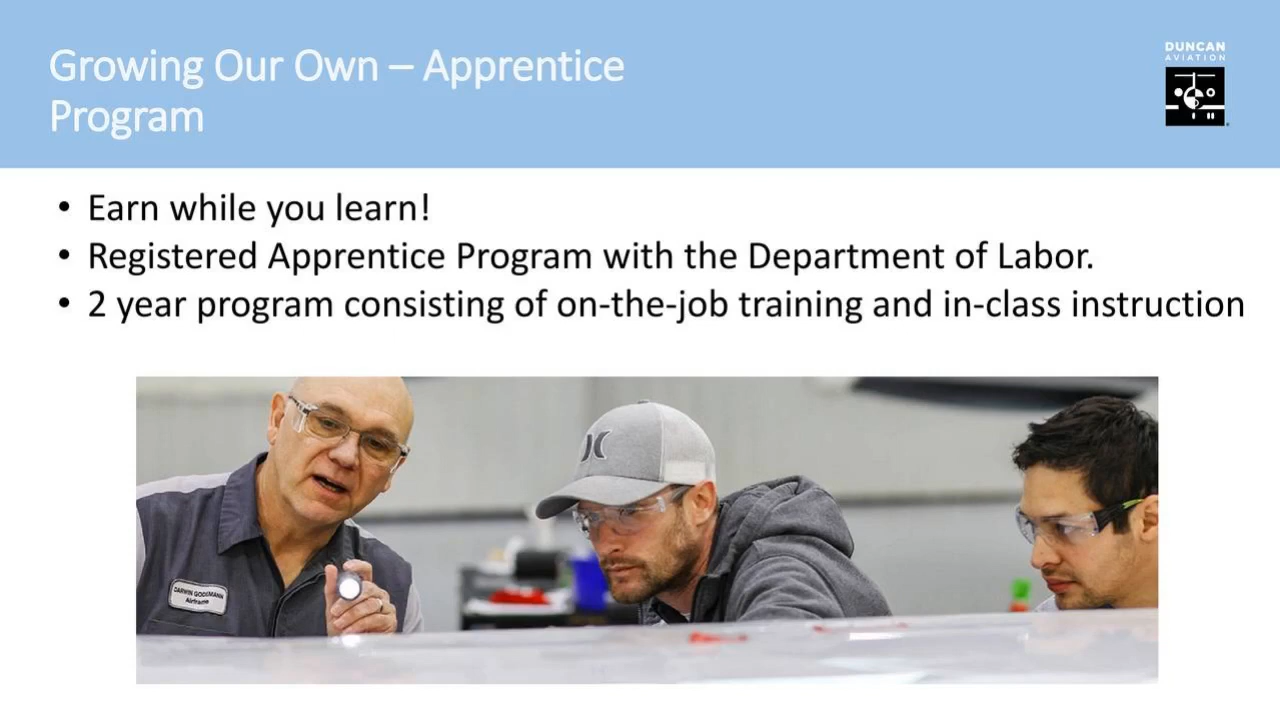 Growing Our Own – Apprentice
Program
DUNCAN
AVIATION
• Earn while you learn!
• Registered Apprentice Program with the Department of Labor.
• 2 year program consisting of on-the-job training and in-class instruction
DARWIN GODEMANN
Airframe